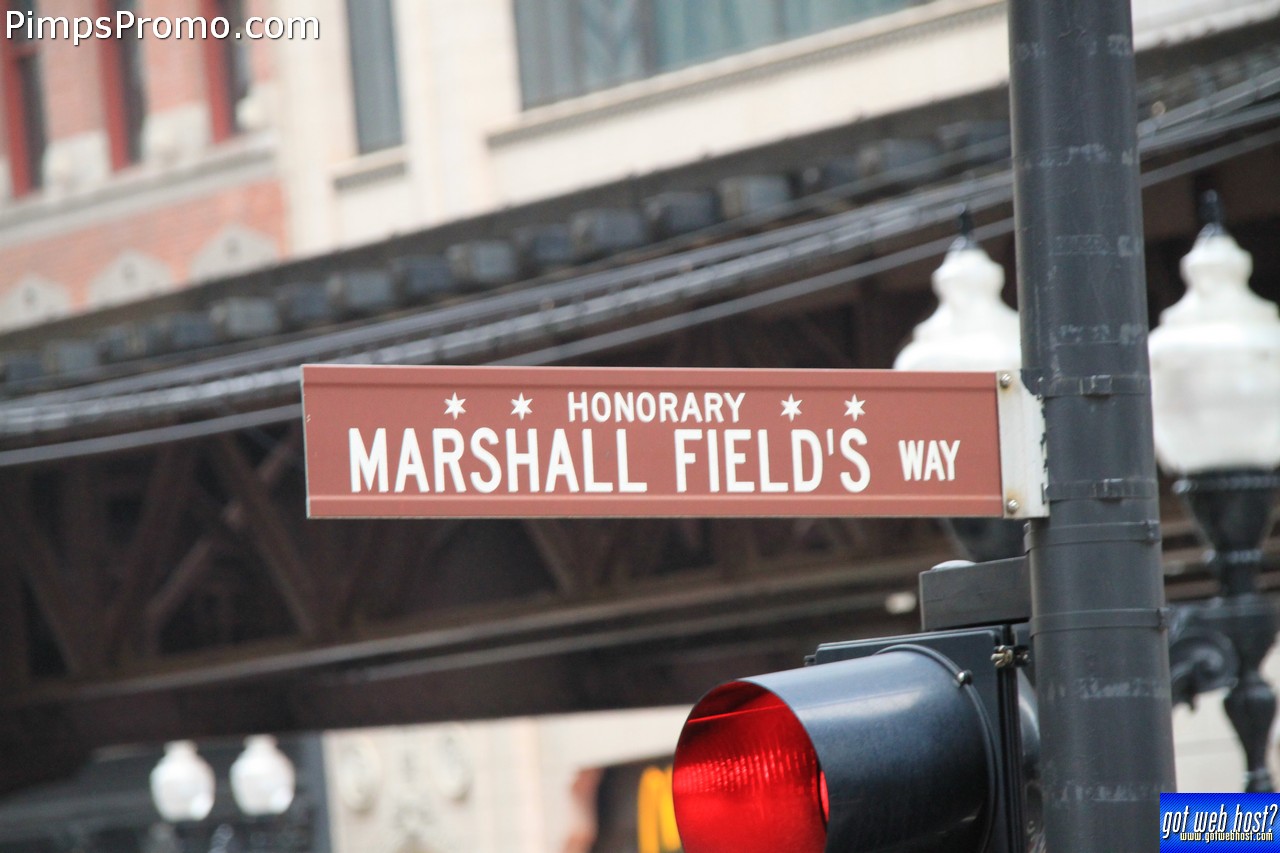 PimpsPromo.com
HONORARY
MARSHALL FIELD'S WAY
got web host?
www.gotwebhost.com